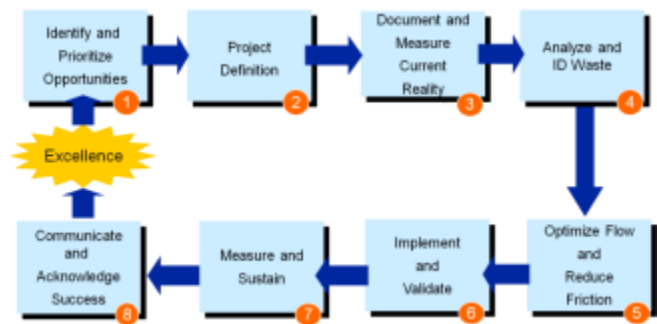 Identify and
Prioritize
Opportunities
1
Project
Definition
2
Document and
Measure
Current
Reality
3
Analyze and
ID Waste
4
Optimize Flow
and
Reduce
Friction
5
Implement
and
Validate
6
Measure and
Sustain
7
Communicate
and
Acknowledge
Success
8
Excellence